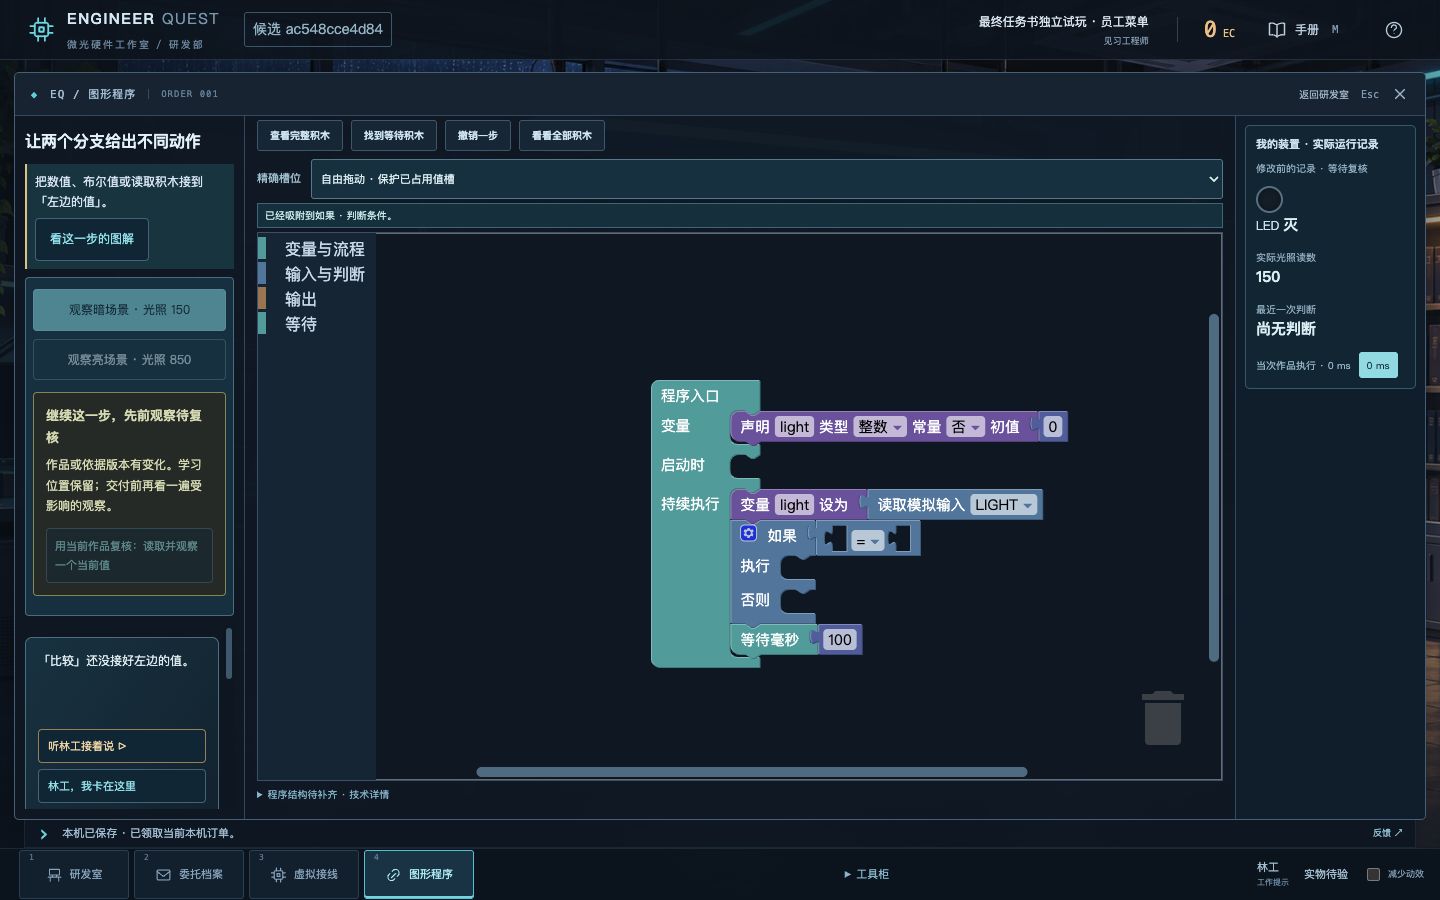 ENGINEER QUEST
微光硬件工作室 / 研发部
候选 ac548cce4d84
最终任务书独立试玩 · 员工菜单
见习工程师
0 EC
手册 M
EQ / 图形程序 ORDER 001
返回研发室 Esc
让两个分支给出不同动作
把数值、布尔值或读取积木接到
「左边的值」。
看这一步的图解
观察暗场景 · 光照 150
观察亮场景 · 光照 850
继续这一步，先前观察待复
核
作品或依据版本有变化。学习
位置保留；交付前再看一遍受
影响的观察。
用当前作品复核：读取并观察
一个当前值
「比较」还没接好左边的值。
听林工接着说
林工，我卡在这里
查看完整积木
找到等待积木
撤销一步
看看全部积木
精确槽位
自由拖动 · 保护已占用值槽
已经吸附到如果 · 判断条件。
变量与流程
输入与判断
输出
等待
程序入口
变量
声明 light 类型 整数 常量 否 初值 0
启动时
持续执行
变量 light 设为 读取模拟输入 LIGHT
如果 =
执行
否则
等待毫秒 100
程序结构待补齐 · 技术详情
我的装置 · 实际运行记录
修改前的记录 · 等待复核
LED 灭
实际光照读数
150
最近一次判断
尚无判断
当次作品执行 · 0 ms 0 ms
本机已保存 · 已领取当前本机订单。
反馈
1 研发室
2 委托档案
3 虚拟接线
4 图形程序
工具柜
林工
工作提示
实物待验
减少动效